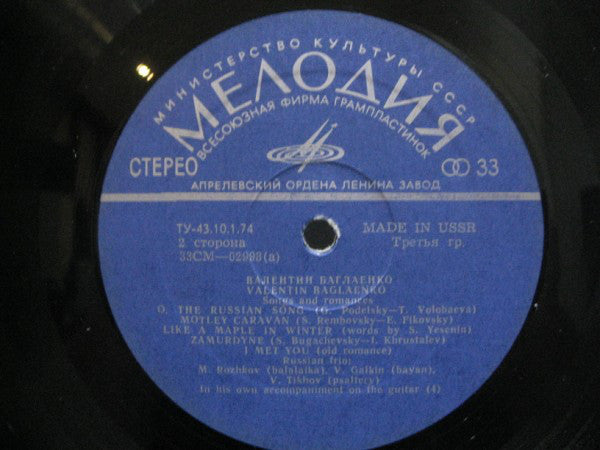 МИНИСТЕРСТВО КУЛЬТУРЫ СССР
МЕЛОДИЯ
ВСЕСОЮЗНАЯ ФИРМА ГРАМПЛАСТИНОК
СТЕРЕО
33
АПРЕЛЕВСКИЙ ОРДЕНА ЛЕНИНА ЗАВОД
ТУ-43.10.1.74
MADE IN USSR
2 сторона
Третья гр.
33СМ—02993(а)
ВАЛЕНТИН БАГЛАЕНКО
VALENTIN BAGLAENKO
Songs and romances
O, THE RUSSIAN SONG (O. Podelsky—T. Volobaeva)
MOTLEY CARAVAN (S. Rembovsky—E. Fikovsky)
LIKE A MAPLE IN WINTER (words by S. Yesenin)
ZAMURDYNE (S. Bugachevsky—I. Khrustalev)
I MET YOU (old romance)
Russian trio:
M. Rozhkov (balalaika), V. Galkin (bayan),
V. Tikhov (psaltery)
In his own accompaniment on the guitar (4)